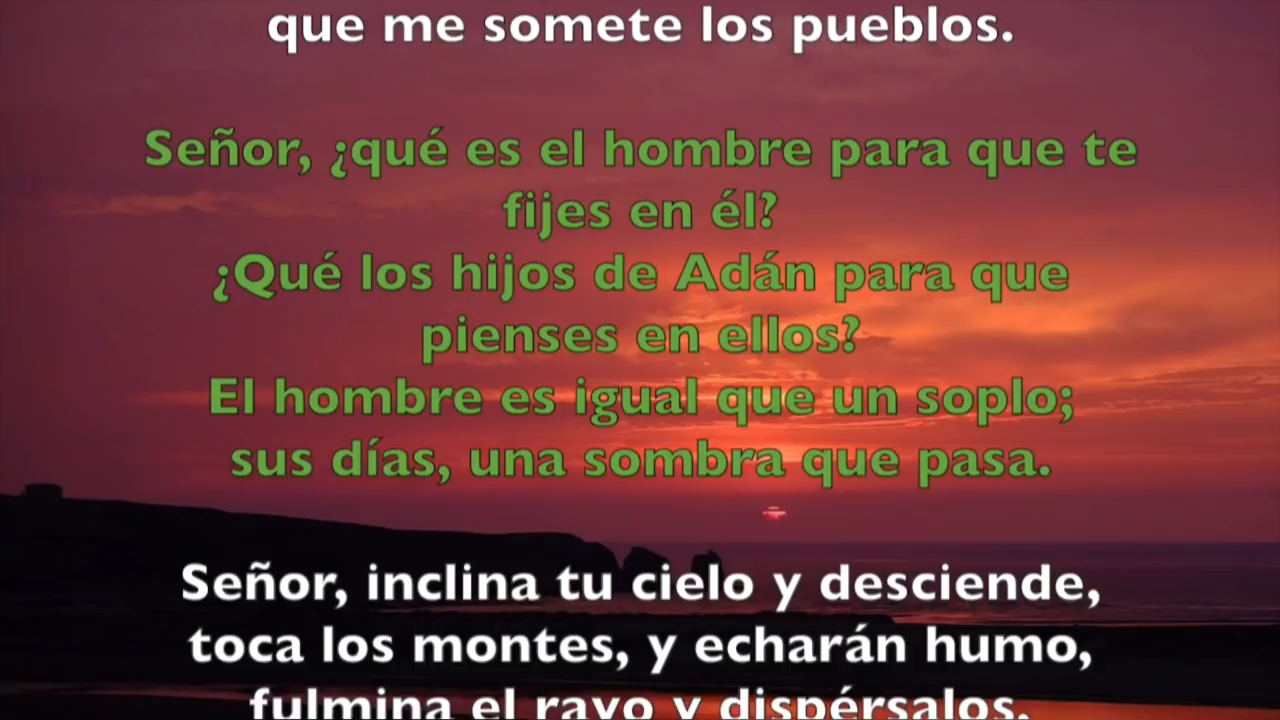 que me somete los pueblos.
Señor, ¿qué es el hombre para que te
fijes en él?
¿Qué los hijos de Adán para que
pienses en ellos?
El hombre es igual que un soplo;
sus días, una sombra que pasa.
Señor, inclina tu cielo y desciende,
toca los montes, y echarán humo,
fulmina el rayo y dispérsalos.